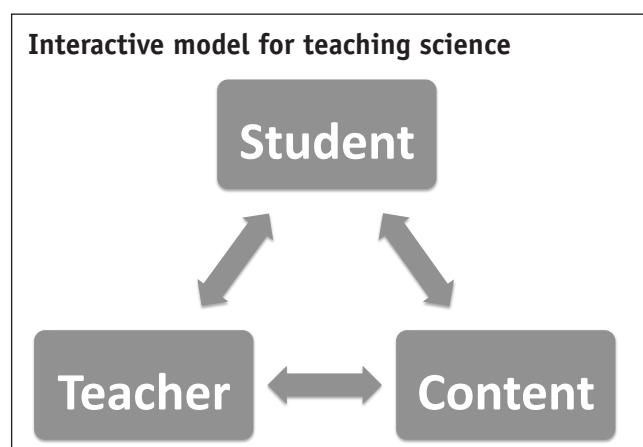 Interactive model for teaching science
Student
Teacher
Content